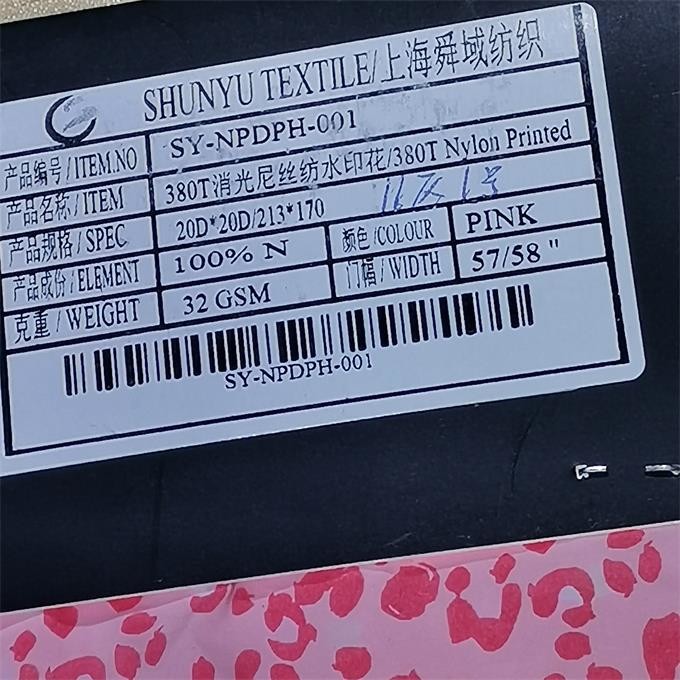 SHUNYU TEXTILE/上海舜域纺织
产品编号/ITEM.NO SY-NPDPH-001
产品名称/ITEM 380T消光尼丝纺水印花/380T Nylon Printed
产品规格/SPEC 20D*20D/213*170
产品成份/ELEMENT 100% N 颜色/COLOUR PINK
克重/WEIGHT 32 GSM 门幅/WIDTH 57/58"
SY-NPDPH-001